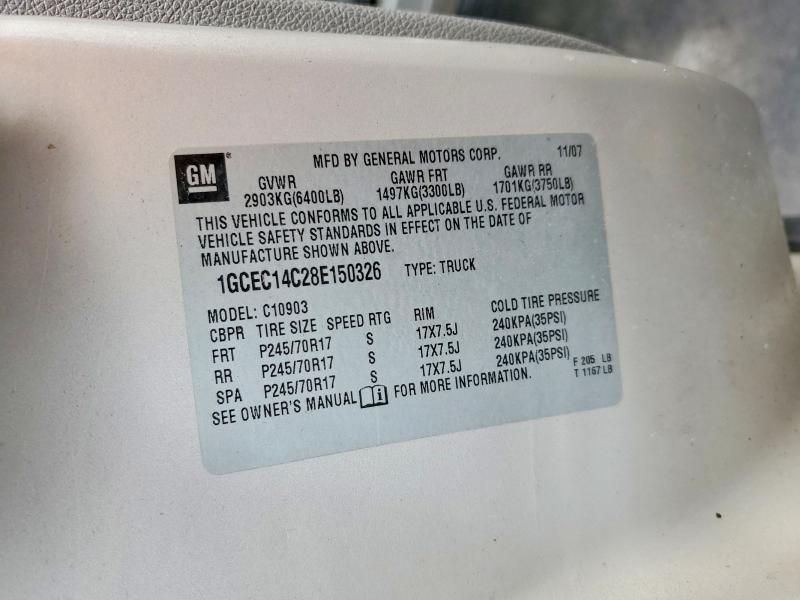 GM ® MFD BY GENERAL MOTORS CORP. 11/07
GVWR GAWR FRT GAWR RR
2903KG(6400LB) 1497KG(3300LB) 1701KG(3750LB)
THIS VEHICLE CONFORMS TO ALL APPLICABLE U.S. FEDERAL MOTOR
VEHICLE SAFETY STANDARDS IN EFFECT ON THE DATE OF
MANUFACTURE SHOWN ABOVE.
1GCEC14C28E150326 TYPE: TRUCK
MODEL: C10903
CBPR TIRE SIZE SPEED RTG RIM COLD TIRE PRESSURE
FRT P245/70R17 S 17X7.5J 240KPA(35PSI)
RR P245/70R17 S 17X7.5J 240KPA(35PSI)
SPA P245/70R17 S 17X7.5J 240KPA(35PSI)
F 205 LB
T 1167 LB
SEE OWNER'S MANUAL i FOR MORE INFORMATION.